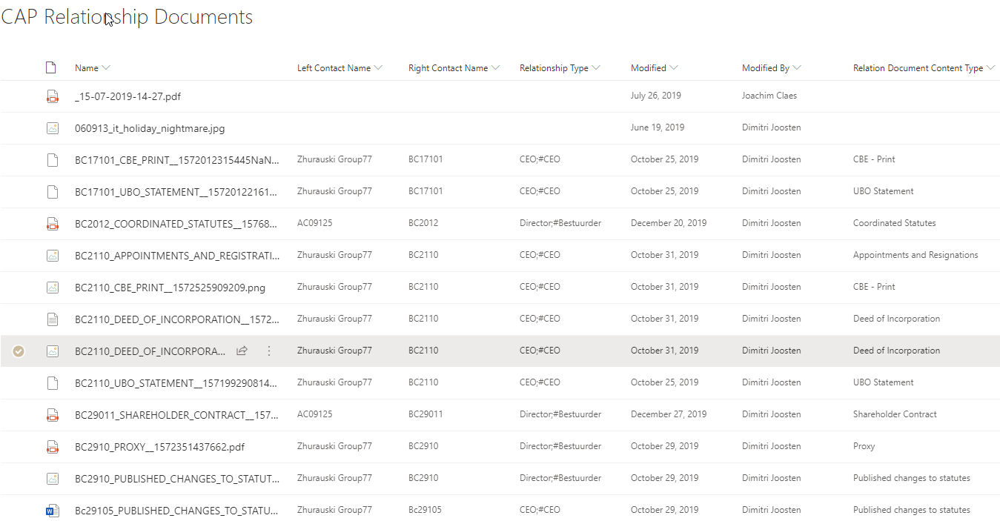 CAP Relationship Documents
Name Left Contact Name Right Contact Name Relationship Type Modified Modified By Relation Document Content Type
_15-07-2019-14-27.pdf July 26, 2019 Joachim Claes
060913_it_holiday_nightmare.jpg June 19, 2019 Dimitri Joosten
BC17101_CBE_PRINT__1572012315445NaN... Zhurauski Group77 BC17101 CEO;#CEO October 25, 2019 Dimitri Joosten CBE - Print
BC17101_UBO_STATEMENT__15720122161... Zhurauski Group77 BC17101 CEO;#CEO October 25, 2019 Dimitri Joosten UBO Statement
BC2012_COORDINATED_STATUTES__15768... AC09125 BC2012 Director;#Bestuurder December 20, 2019 Dimitri Joosten Coordinated Statutes
BC2110_APPOINTMENTS_AND_REGISTRATI... Zhurauski Group77 BC2110 CEO;#CEO October 31, 2019 Dimitri Joosten Appointments and Resignations
BC2110_CBE_PRINT__1572525909209.png Zhurauski Group77 BC2110 CEO;#CEO October 31, 2019 Dimitri Joosten CBE - Print
BC2110_DEED_OF_INCORPORATION__1572... Zhurauski Group77 BC2110 CEO;#CEO October 31, 2019 Dimitri Joosten Deed of Incorporation
BC2110_DEED_OF_INCORPORA... Zhurauski Group77 BC2110 CEO;#CEO October 31, 2019 Dimitri Joosten Deed of Incorporation
BC2110_UBO_STATEMENT__157199290814... Zhurauski Group77 BC2110 CEO;#CEO October 25, 2019 Dimitri Joosten UBO Statement
BC29011_SHAREHOLDER_CONTRACT__157... AC09125 BC29011 Director;#Bestuurder December 27, 2019 Dimitri Joosten Shareholder Contract
BC2910_PROXY__1572351437662.pdf Zhurauski Group77 BC2910 Director;#Bestuurder October 29, 2019 Dimitri Joosten Proxy
BC2910_PUBLISHED_CHANGES_TO_STATUT... Zhurauski Group77 BC2910 Director;#Bestuurder October 29, 2019 Dimitri Joosten Published changes to statutes
Bc29105_PUBLISHED_CHANGES_TO_STATU... Zhurauski Group77 Bc29105 CEO;#CEO October 29, 2019 Dimitri Joosten Published changes to statutes